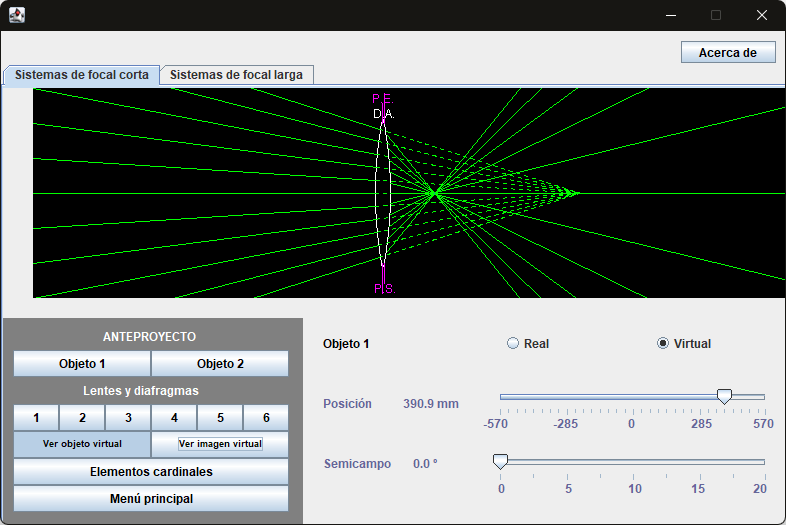 Acerca de
Sistemas de focal corta Sistemas de focal larga
P.E.
D.A.
P.S.
ANTEPROYECTO
Objeto 1 Objeto 2
Lentes y diafragmas
1 2 3 4 5 6
Ver objeto virtual Ver imagen virtual
Elementos cardinales
Menú principal
Objeto 1 Real Virtual
Posición 390.9 mm
-570 -285 0 285 570
Semicampo 0.0 °
0 5 10 15 20